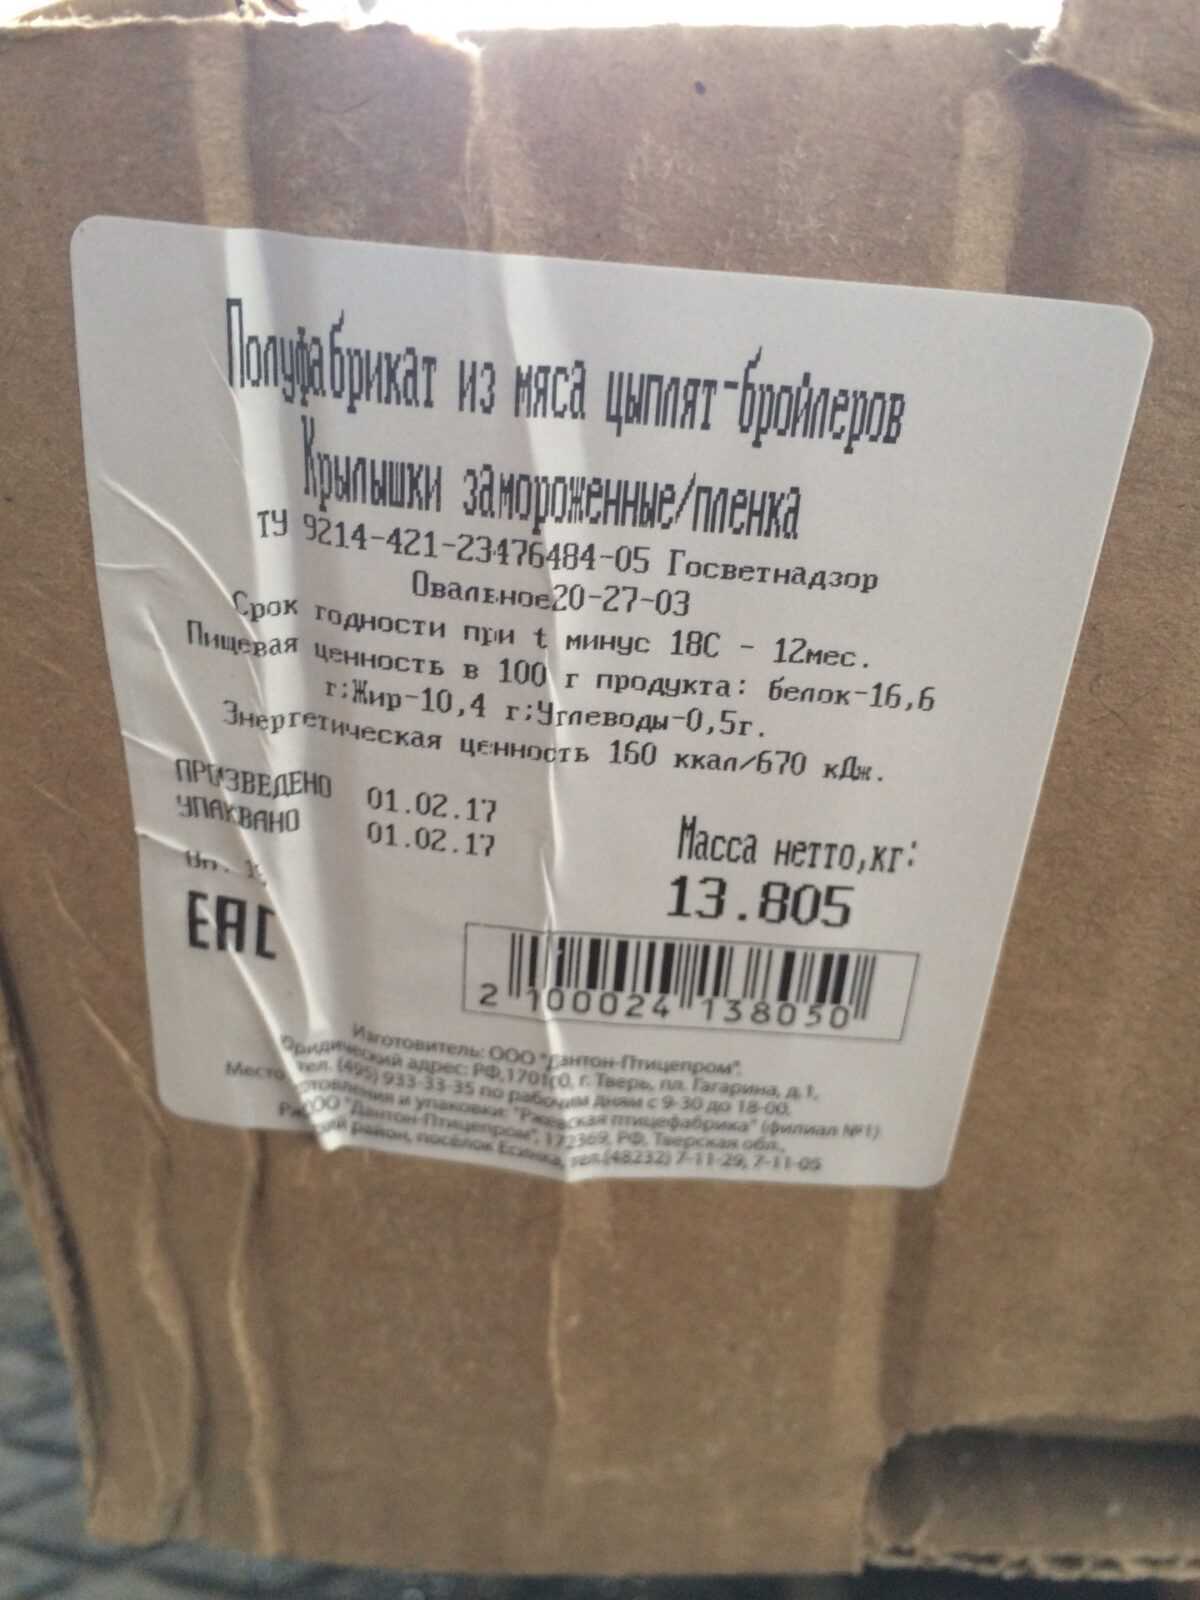 Полуфабрикат из мяса цыплят-бройлеров
Крылышки замороженные/пленка
ТУ 9214-421-23476484-05 Госветнадзор
Овальное20-27-03
Срок годности при t минус 18С - 12мес.
Пищевая ценность в 100 г продукта: белок-16,6
г;Жир-10,4 г;Углеводы-0,5г.
Энергетическая ценность 160 ккал/670 кДж.
ПРОЗВЕДЕНО 01.02.17
УПАКВАНО 01.02.17
Масса нетто,кг:
13.805
EAC
2 100024 138050
Изготовитель: ООО "Дантон-Птицепром".
Юридический адрес: РФ,170100, г. Тверь, пл. Гагарина, д.1,
тел. (495) 933-33-35 по рабочим дням с 9-30 до 18-00.
Место готовления и упаковки: "Ржевская птицефабрика" (филиал №1)
ООО "Дантон-Птицепром", 172369, РФ, Тверская обл.,
район, посёлок Есинка, тел.(48232) 7-11-29, 7-11-05